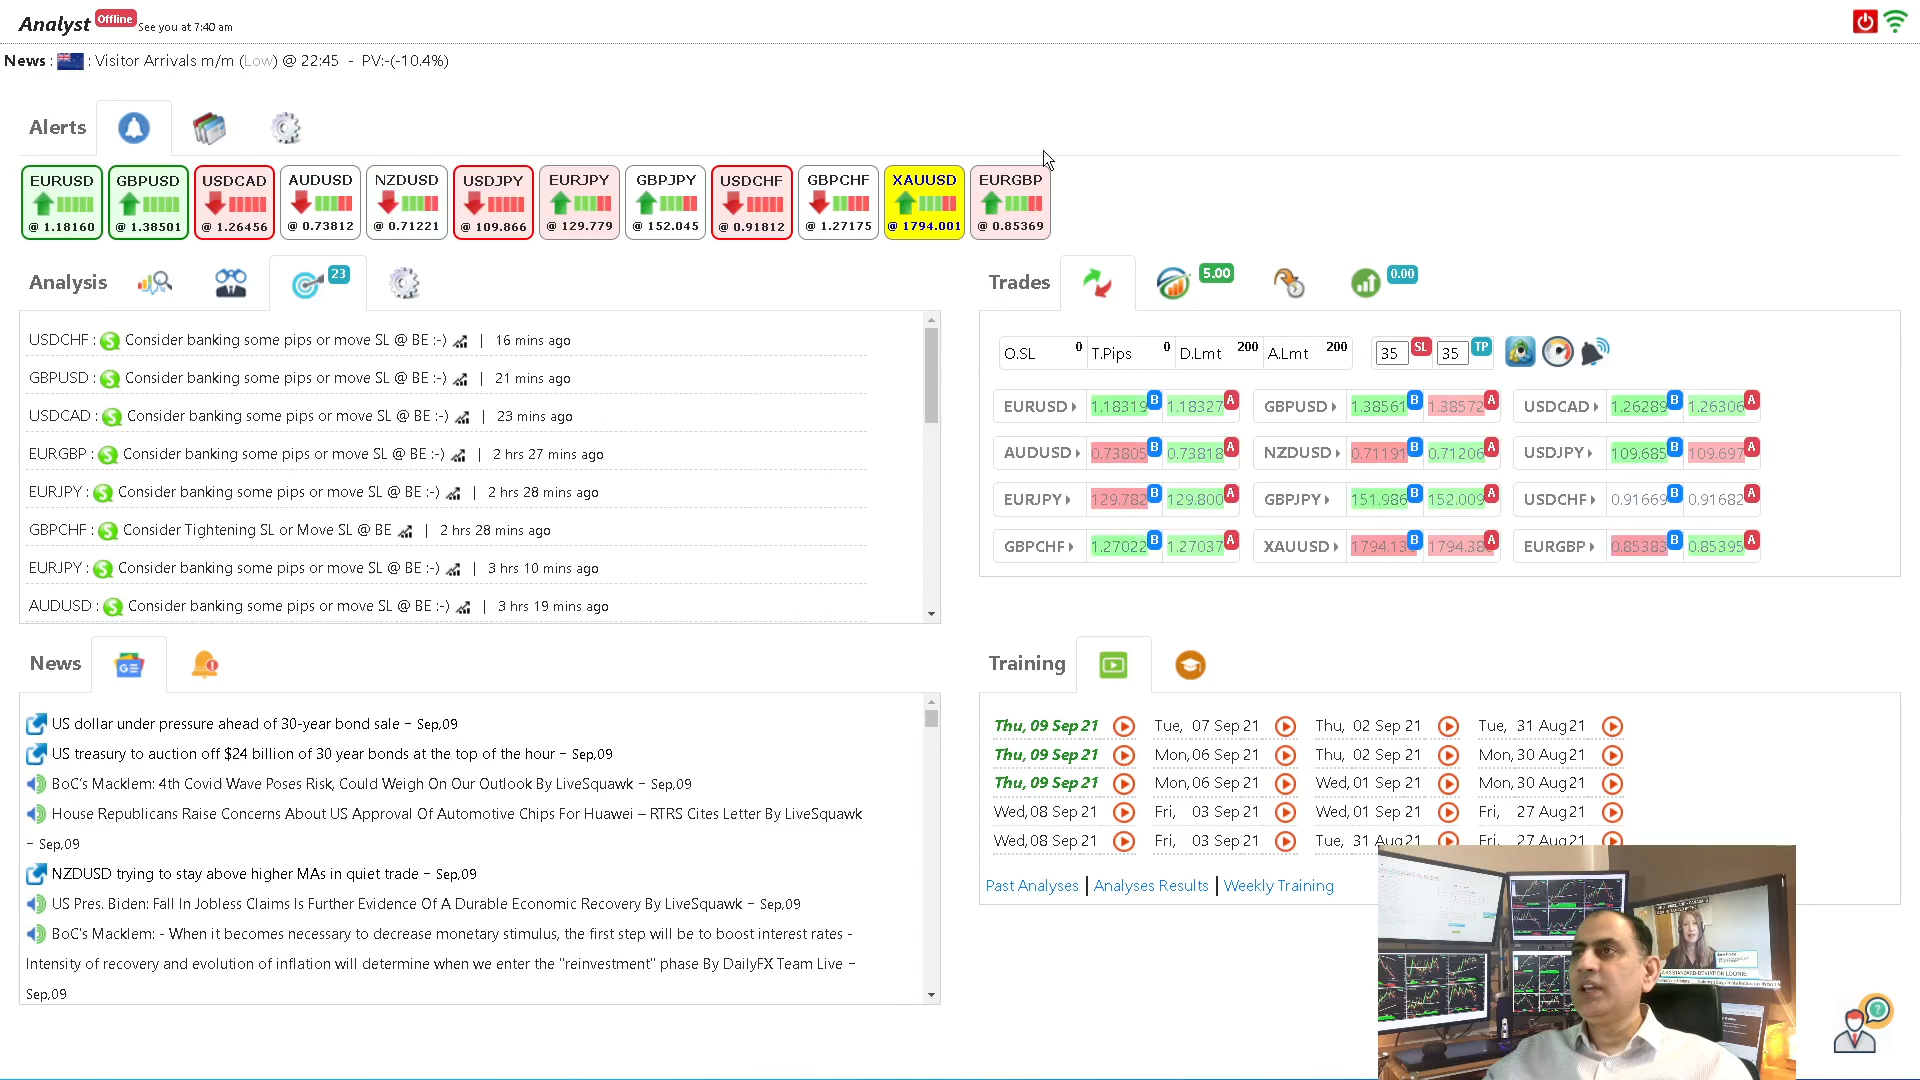 Analyst Offline See you at 7:40 am
News : : Visitor Arrivals m/m (Low) @ 22:45 - PV:-(-10.4%)
Alerts
EURUSD GBPUSD USDCAD AUDUSD NZDUSD USDJPY EURJPY GBPJPY USDCHF GBPCHF XAUUSD EURGBP
@ 1.18160 @ 1.38501 @ 1.26456 @ 0.73812 @ 0.71221 @ 109.866 @ 129.779 @ 152.045 @ 0.91812 @ 1.27175 @ 1794.001 @ 0.85369
Analysis 23
USDCHF : Consider banking some pips or move SL @ BE :-) | 16 mins ago
GBPUSD : Consider banking some pips or move SL @ BE :-) | 21 mins ago
USDCAD : Consider banking some pips or move SL @ BE :-) | 23 mins ago
EURGBP : Consider banking some pips or move SL @ BE :-) | 2 hrs 27 mins ago
EURJPY : Consider banking some pips or move SL @ BE :-) | 2 hrs 28 mins ago
GBPCHF : Consider Tightening SL or Move SL @ BE | 2 hrs 28 mins ago
EURJPY : Consider banking some pips or move SL @ BE :-) | 3 hrs 10 mins ago
AUDUSD : Consider banking some pips or move SL @ BE :-) | 3 hrs 19 mins ago
Trades 5.00 0.00
O.SL 0 T.Pips 0 D.Lmt 200 A.Lmt 200 35 SL 35 TP
EURUSD 1.18319 B 1.18327 A GBPUSD 1.38561 B 1.38572 A USDCAD 1.26289 B 1.26306 A
AUDUSD 0.73805 B 0.73818 A NZDUSD 0.71191 B 0.71206 A USDJPY 109.685 B 109.697 A
EURJPY 129.782 B 129.800 A GBPJPY 151.986 B 152.009 A USDCHF 0.91669 B 0.91682 A
GBPCHF 1.27022 B 1.27037 A XAUUSD B A EURGBP 0.85383 B 0.85395 A
News
US dollar under pressure ahead of 30-year bond sale – Sep,09
US treasury to auction off $24 billion of 30 year bonds at the top of the hour – Sep,09
BoC's Macklem: 4th Covid Wave Poses Risk, Could Weigh On Our Outlook By LiveSquawk – Sep,09
House Republicans Raise Concerns About US Approval Of Automotive Chips For Huawei – RTRS Cites Letter By LiveSquawk
– Sep,09
NZDUSD trying to stay above higher MAs in quiet trade – Sep,09
US Pres. Biden: Fall In Jobless Claims Is Further Evidence Of A Durable Economic Recovery By LiveSquawk – Sep,09
BoC's Macklem: - When it becomes necessary to decrease monetary stimulus, the first step will be to boost interest rates -
Intensity of recovery and evolution of inflation will determine when we enter the "reinvestment" phase By DailyFX Team Live –
Sep,09
Training
Thu, 09 Sep 21 Tue, 07 Sep 21 Thu, 02 Sep 21 Tue, 31 Aug 21
Thu, 09 Sep 21 Mon, 06 Sep 21 Thu, 02 Sep 21 Mon, 30 Aug 21
Thu, 09 Sep 21 Mon, 06 Sep 21 Wed, 01 Sep 21 Mon, 30 Aug 21
Wed, 08 Sep 21 Fri, 03 Sep 21 Wed, 01 Sep 21 Fri, 27 Aug 21
Wed, 08 Sep 21 Fri, 03 Sep 21 Tue, 31 Aug 21 Fri, 27 Aug 21
Past Analyses | Analyses Results | Weekly Training